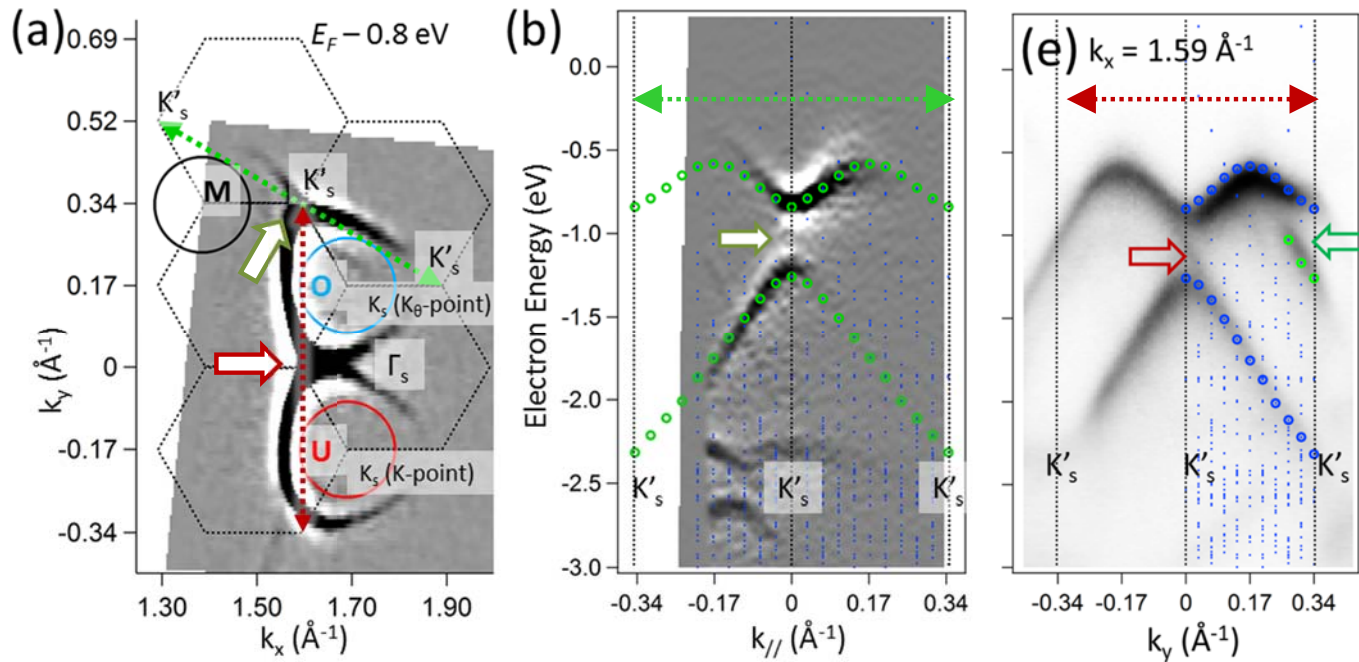 (a)
E_F − 0.8 eV
0.69
0.52
0.34
0.17
0
-0.17
-0.34
k_y (Å⁻¹)
K'_s
M
K'_s
O
K'_s
K_s (K_θ-point)
Γ_s
U
K_s (K-point)
1.30 1.50 1.70 1.90
k_x (Å⁻¹)
(b)
0.0
-0.5
-1.0
-1.5
-2.0
-2.5
-3.0
Electron Energy (eV)
K'_s K'_s K'_s
-0.34 -0.17 0 0.17 0.34
k_// (Å⁻¹)
(e) k_x = 1.59 Å⁻¹
K'_s K'_s K'_s
-0.34 -0.17 0 0.17 0.34
k_y (Å⁻¹)